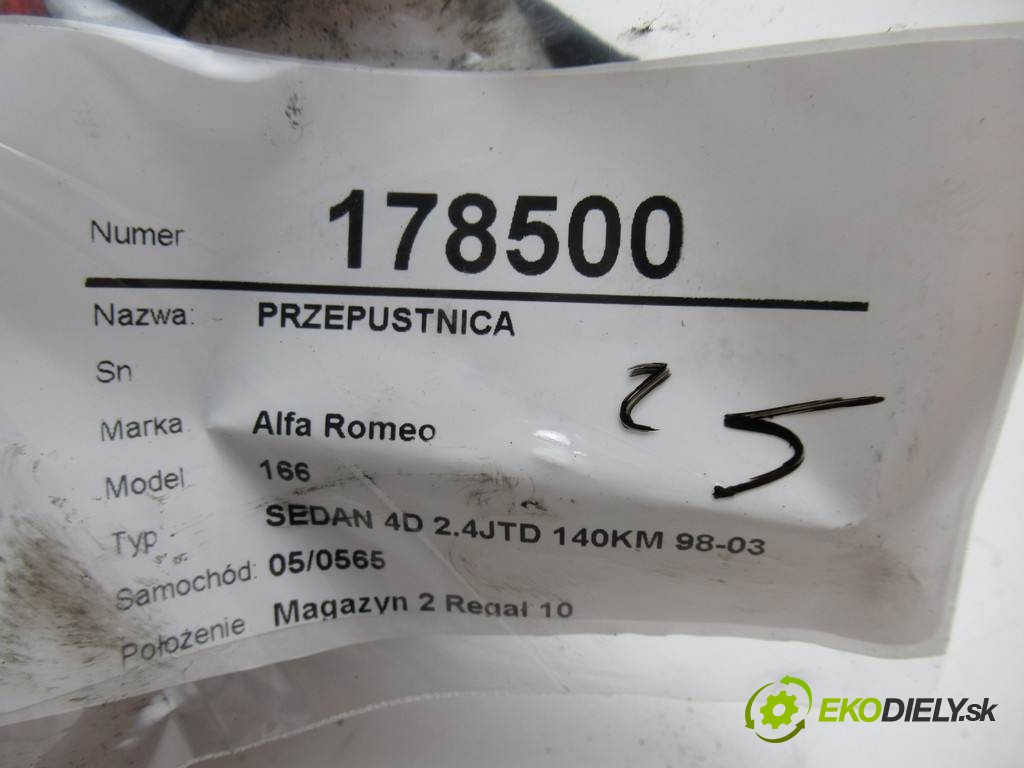 Numer 178500
Nazwa: PRZEPUSTNICA
Sn
Marka Alfa Romeo
Model 166
Typ SEDAN 4D 2.4JTD 140KM 98-03
Samochód: 05/0565
Położenie Magazyn 2 Regał 10
25
EKODIELY.sk